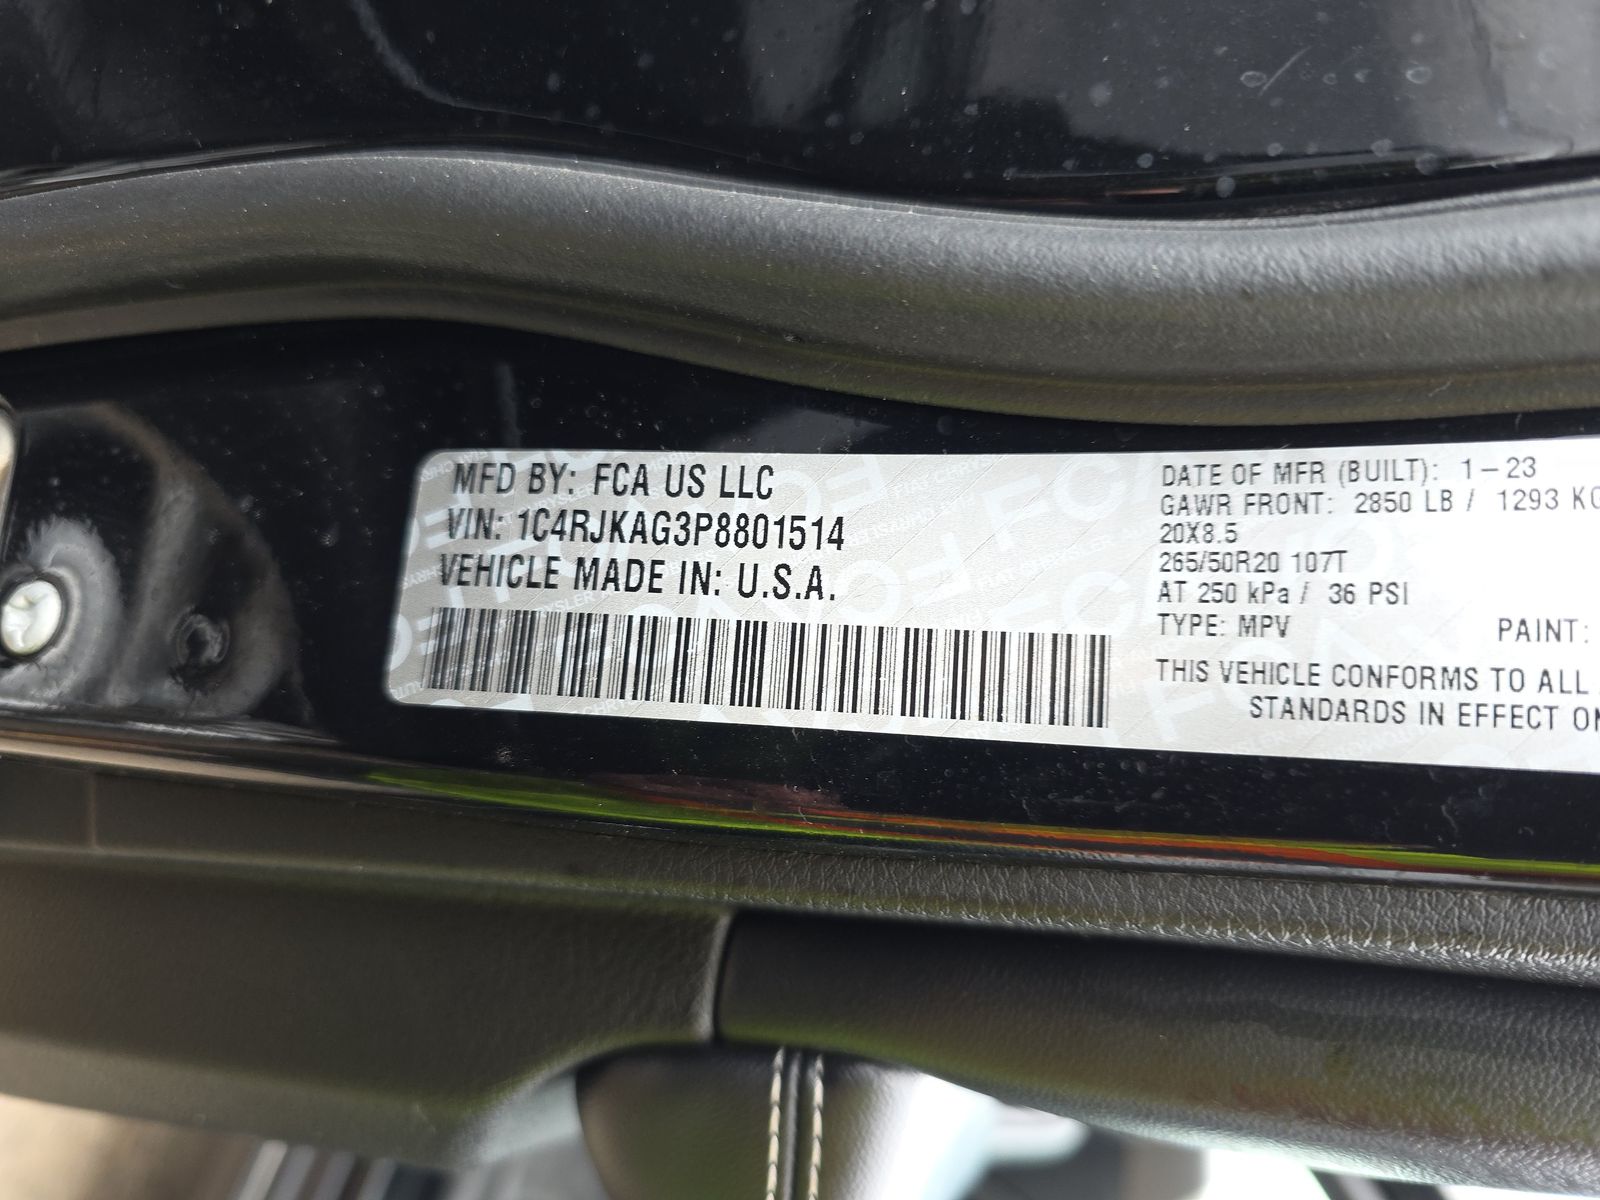 MFD BY: FCA US LLC
VIN: 1C4RJKAG3P8801514
VEHICLE MADE IN: U.S.A.
DATE OF MFR (BUILT): 1-23
GAWR FRONT: 2850 LB / 1293 KG
20X8.5
265/50R20 107T
AT 250 kPa / 36 PSI
TYPE: MPV PAINT:
THIS VEHICLE CONFORMS TO ALL
STANDARDS IN EFFECT ON